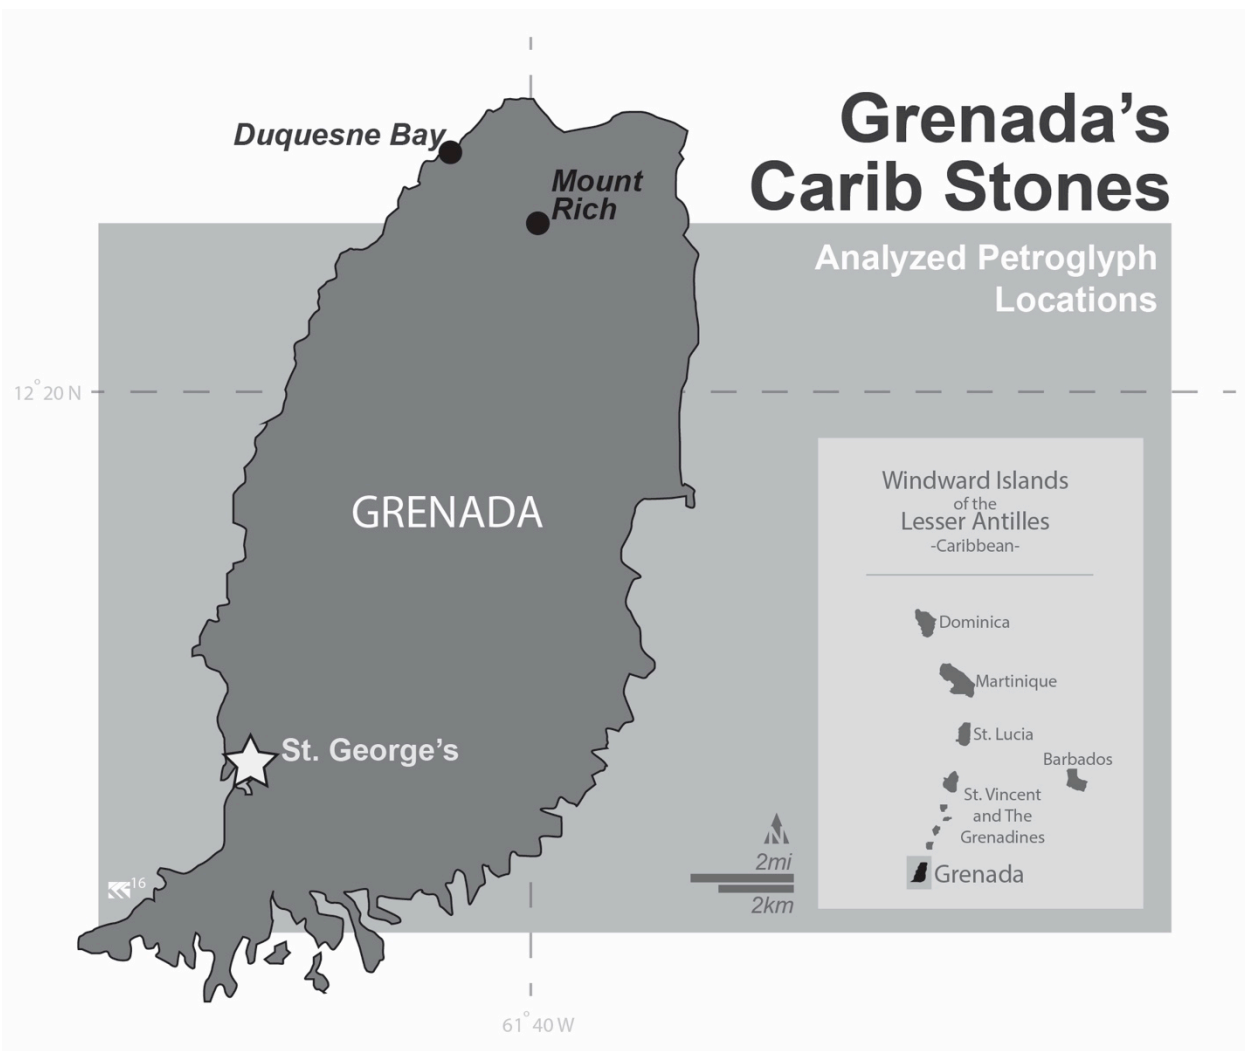 Grenada’s
Carib Stones
Analyzed Petroglyph
Locations
Duquesne Bay
Mount
Rich
12° 20 N
GRENADA
St. George’s
Windward Islands
of the
Lesser Antilles
-Caribbean-
Dominica
Martinique
St. Lucia
Barbados
St. Vincent
and The
Grenadines
Grenada
N
2mi
2km
16
61° 40 W